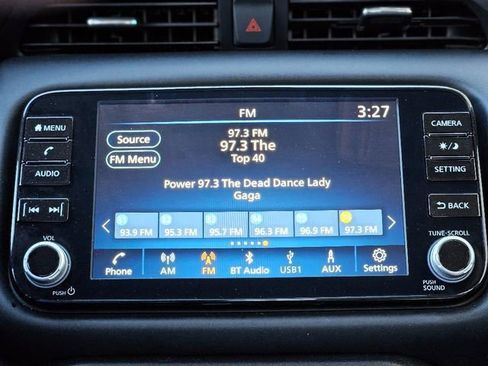 FM 3:27
97.3 FM
Source
97.3 The
Top 40
FM Menu
Power 97.3 The Dead Dance Lady
Gaga
93.9 FM 95.3 FM 95.7 FM 96.3 FM 96.9 FM 97.3 FM
Phone AM FM BT Audio USB1 AUX Settings
MENU
AUDIO
VOL
PUSH
CAMERA
SETTING
BACK
TUNE·SCROLL
PUSH
SOUND